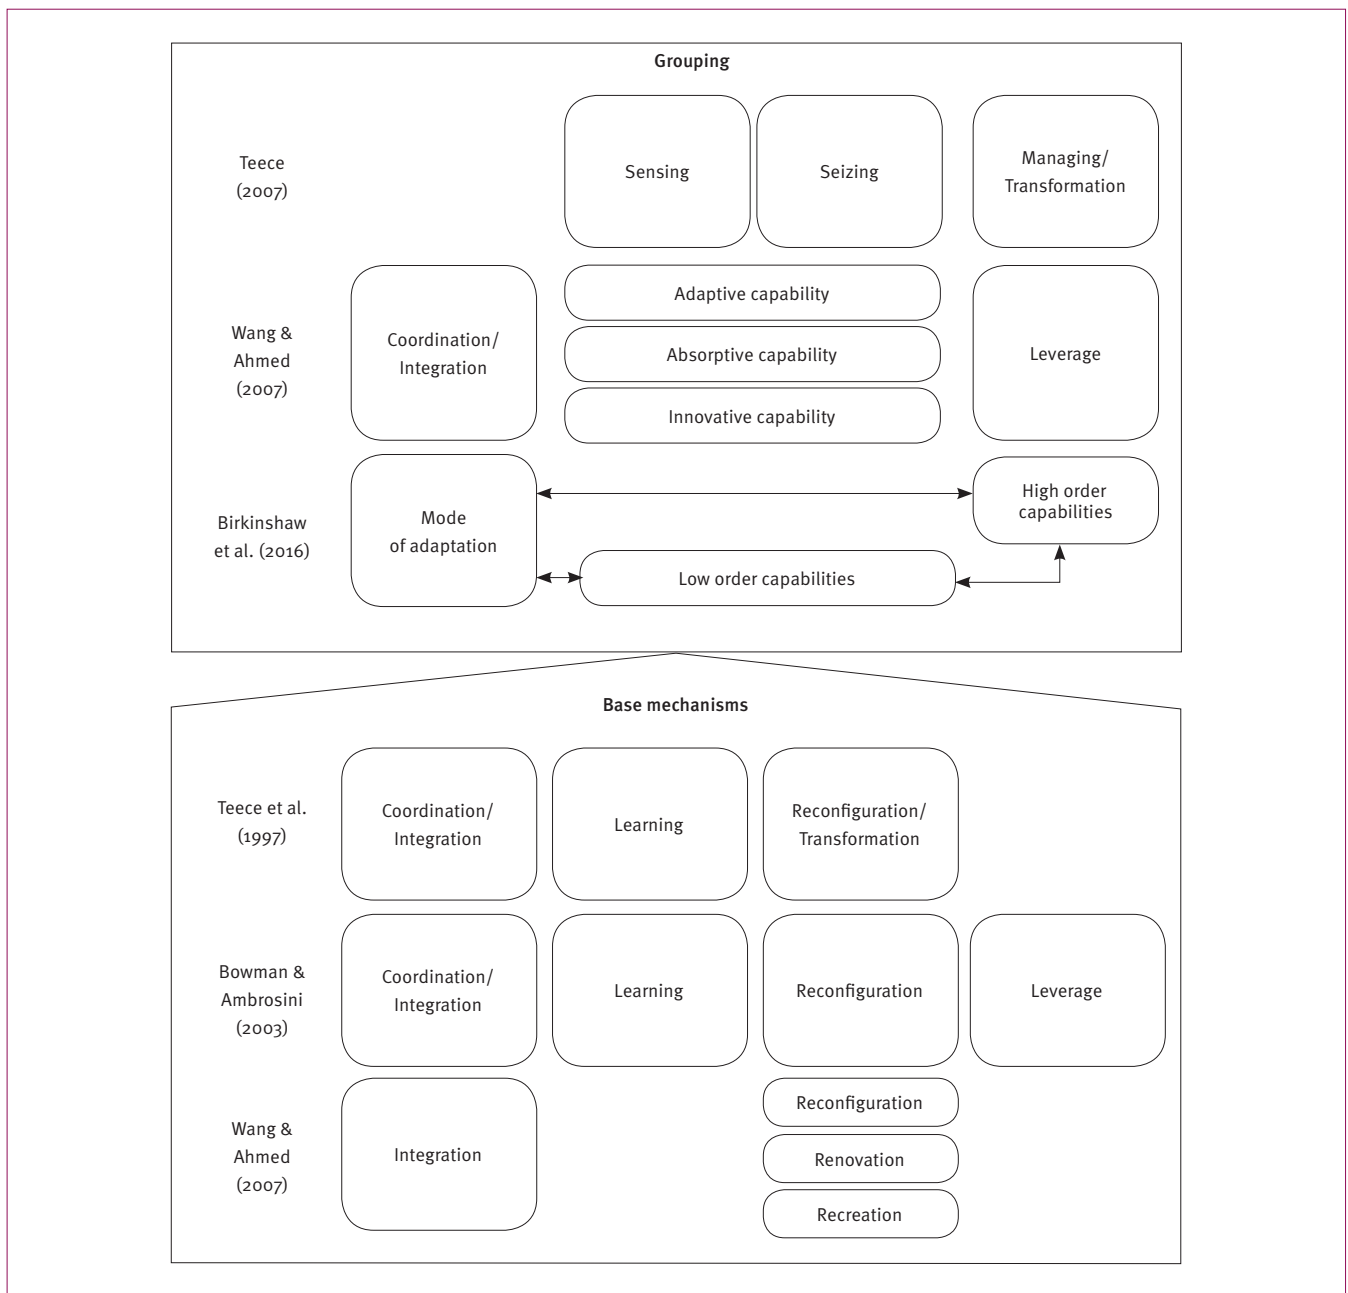 Grouping
Teece
(2007)
Sensing
Seizing
Managing/
Transformation
Wang &
Ahmed
(2007)
Coordination/
Integration
Adaptive capability
Absorptive capability
Innovative capability
Leverage
Birkinshaw
et al. (2016)
Mode
of adaptation
High order
capabilities
Low order capabilities
Base mechanisms
Teece et al.
(1997)
Coordination/
Integration
Learning
Reconfiguration/
Transformation
Bowman &
Ambrosini
(2003)
Coordination/
Integration
Learning
Reconfiguration
Leverage
Wang &
Ahmed
(2007)
Integration
Reconfiguration
Renovation
Recreation